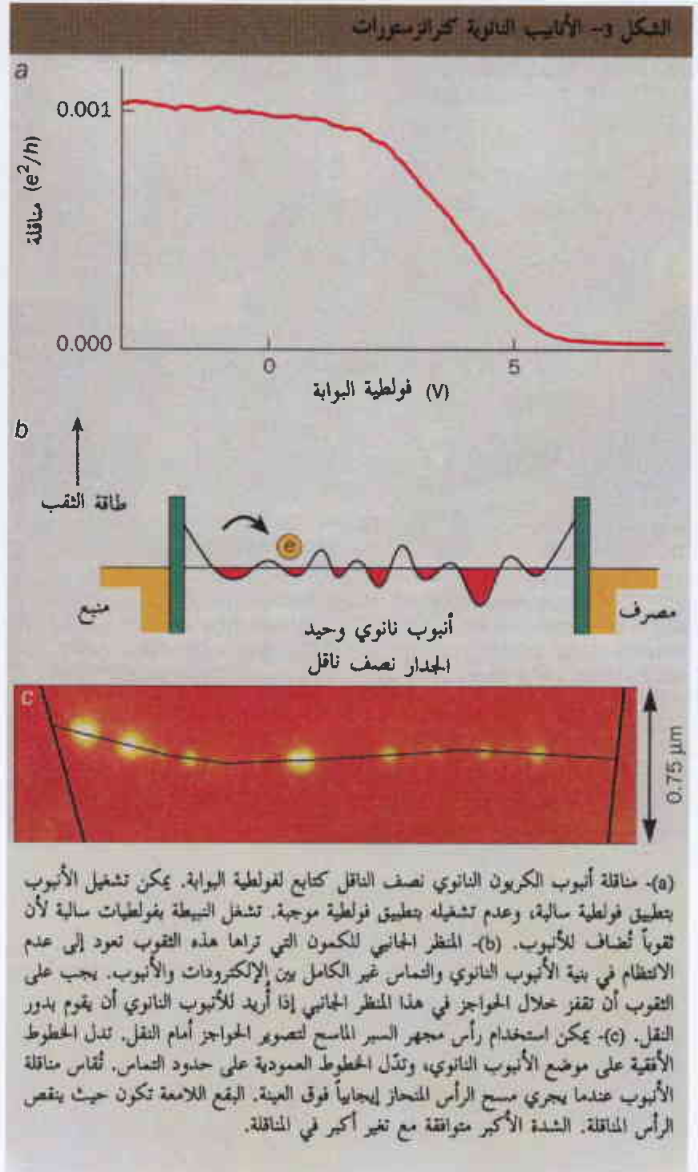 الشكل 3- الأنابيب النانوية كترانزستورات
a
0.001
مناقلة (e²/h)
0.000
0
5
فولطية البوابة (V)
b
طاقة الثقب
e
منبع
مصرف
أنبوب نانوي وحيد
الجدار نصف ناقل
c
0.75 μm
(a)- مناقلة أنبوب الكربون النانوي نصف الناقل كتابع لفولطية البوابة. يمكن تشغيل الأنبوب
بتطبيق فولطية سالبة، وعدم تشغيله بتطبيق فولطية موجبة. تشغل النبيطة بفولطيات سالبة لأن
ثقوباً تُضاف للأنبوب. (b)- المنظر الجانبي للكمون التي تراها هذه الثقوب تعود إلى عدم
الانتظام في بنية الأنبوب النانوي والتماس غير الكامل بين الإلكترودات والأنبوب. يجب على
الثقوب أن تقفز خلال الحواجز في هذا المنظر الجانبي إذا أُريد للأنبوب النانوي أن يقوم بدور
النقل. (c)- يمكن استخدام رأس مجهر السبر الماسح لتصوير الحواجز أمام النقل. تدل الخطوط
الأفقية على موضع الأنبوب النانوي، وتدّل الخطوط العمودية على حدود التماس. تُقاس مناقلة
الأنبوب عندما يجري مسح الرأس المنحاز إيجابياً فوق العينة. البقع اللامعة تكون حيث ينقص
الرأس المناقلة. الشدة الأكبر متوافقة مع تغير أكبر في المناقلة.